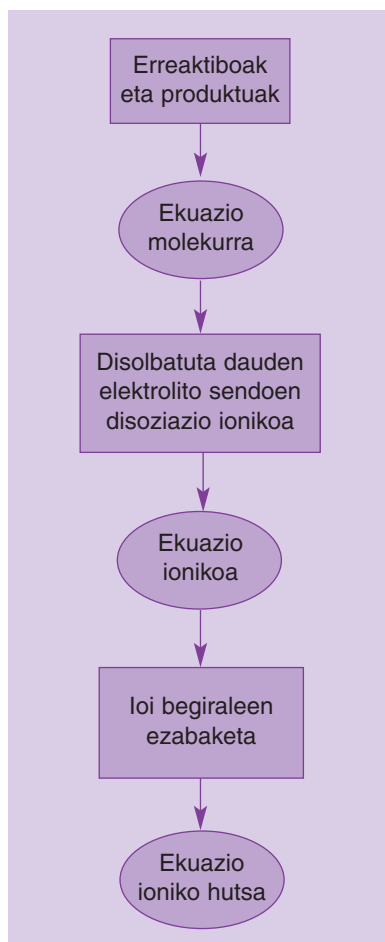 Erreaktiboak
eta produktuak
Ekuazio
molekurra
Disolbatuta dauden
elektrolito sendoen
disoziazio ionikoa
Ekuazio
ionikoa
Ioi begiraleen
ezabaketa
Ekuazio
ioniko hutsa